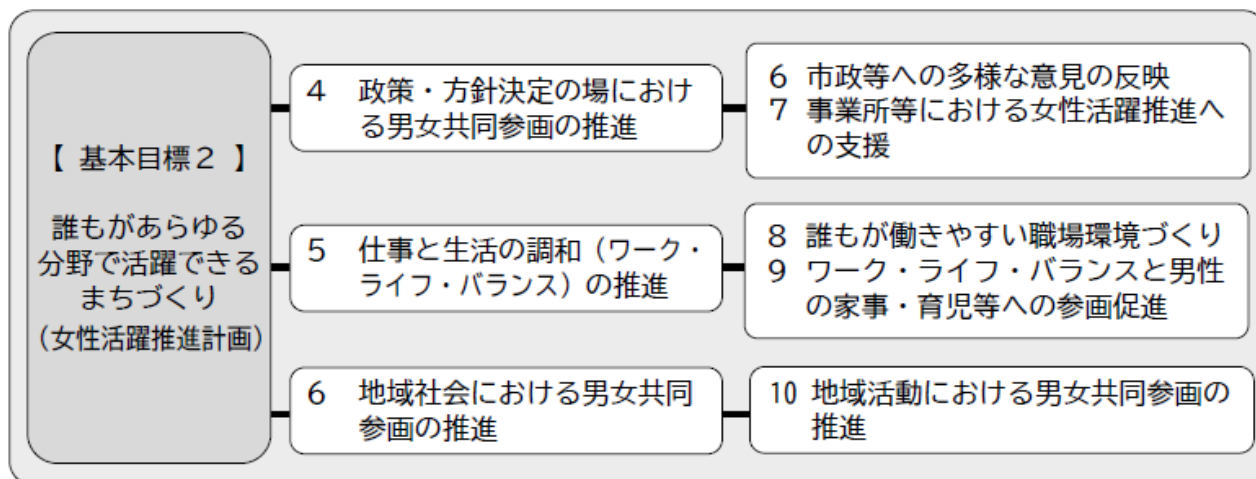 【 基本目標２ 】
誰もがあらゆる
分野で活躍できる
まちづくり
（女性活躍推進計画）
4 政策・方針決定の場におけ
る男女共同参画の推進
6 市政等への多様な意見の反映
7 事業所等における女性活躍推進へ
の支援
5 仕事と生活の調和（ワーク・
ライフ・バランス）の推進
8 誰もが働きやすい職場環境づくり
9 ワーク・ライフ・バランスと男性
の家事・育児等への参画促進
6 地域社会における男女共同
参画の推進
10 地域活動における男女共同参画の
推進